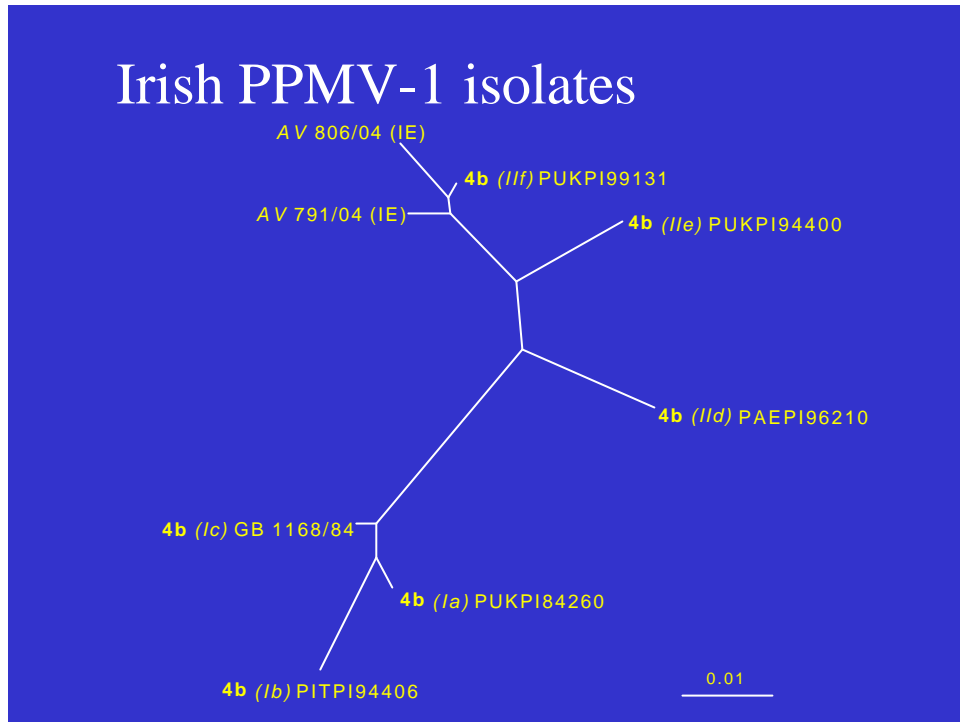 Irish PPMV-1 isolates
AV 806/04 (IE)
4b (IIf) PUKPI99131
AV 791/04 (IE)
4b (IIe) PUKPI94400
4b (IId) PAEPI96210
4b (Ic) GB 1168/84
4b (Ia) PUKPI84260
4b (Ib) PITPI94406
0.01